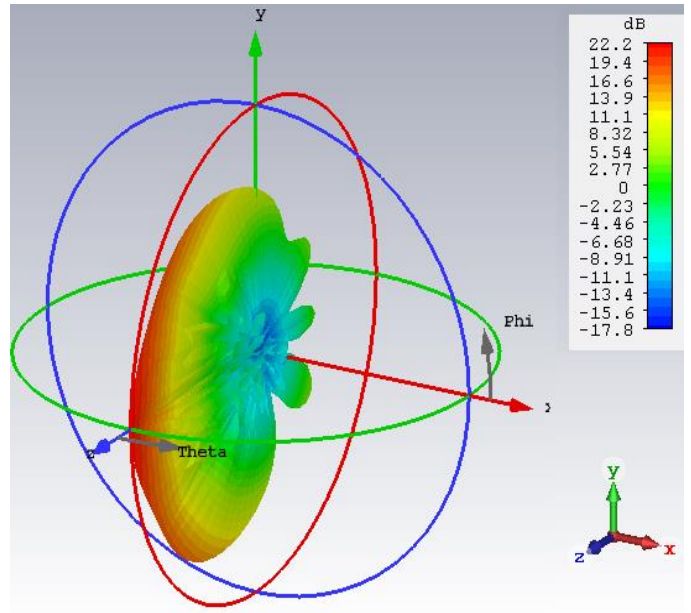 y
dB
22.2
19.4
16.6
13.9
11.1
8.32
5.54
2.77
0
-2.23
-4.46
-6.68
-8.91
-11.1
-13.4
-15.6
-17.8
Phi
z
Theta
y
z
x